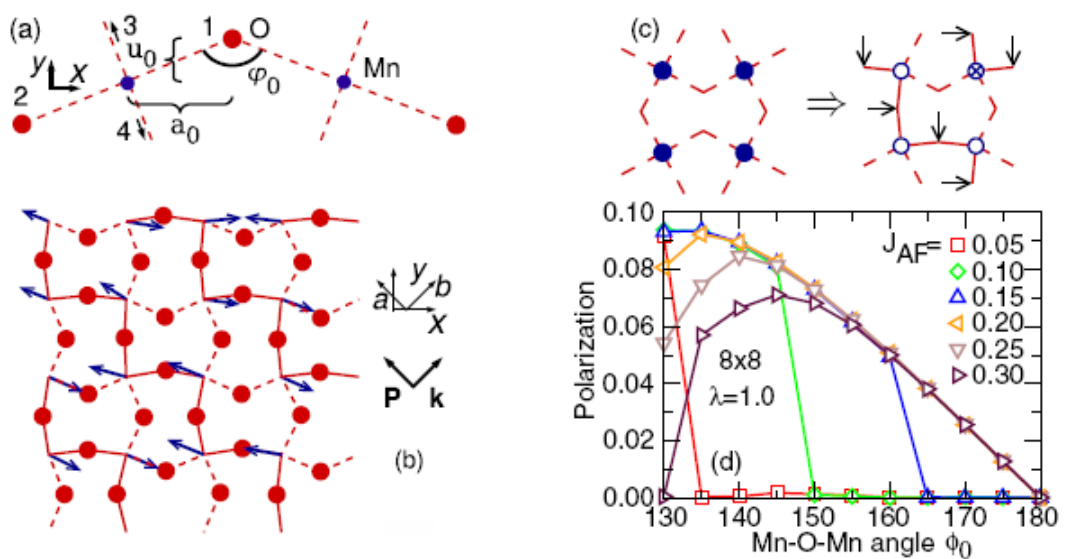 (a)
3
1 O
u₀
y x
φ₀
Mn
2
a₀
4
(b)
a y b
x
P k
(c)
⇒
0.10
0.08
0.06
0.04
0.02
0.00
Polarization
J_AF=
0.05
0.10
0.15
0.20
0.25
0.30
8x8
λ=1.0
(d)
130 140 150 160 170 180
Mn-O-Mn angle ϕ₀